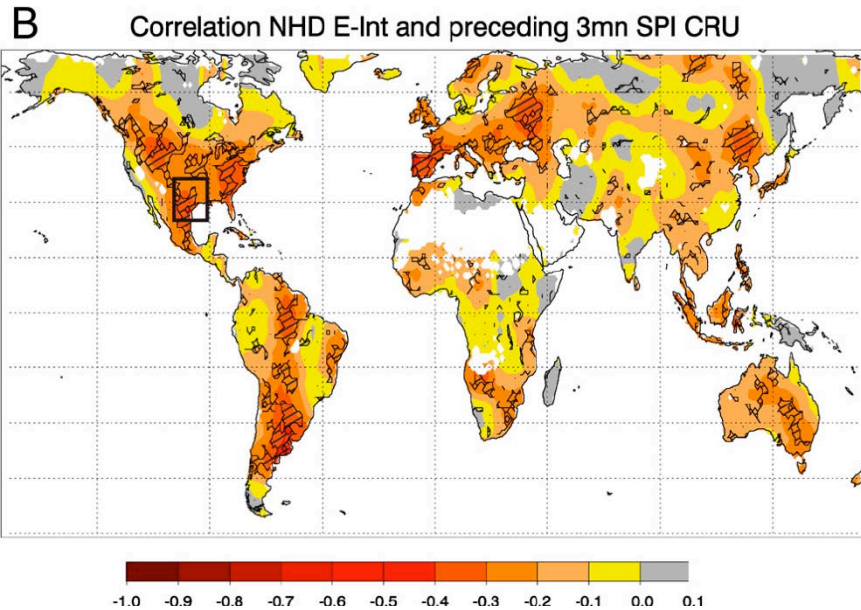 B
Correlation NHD E-Int and preceding 3mn SPI CRU
-1.0 -0.9 -0.8 -0.7 -0.6 -0.5 -0.4 -0.3 -0.2 -0.1 0.0 0.1